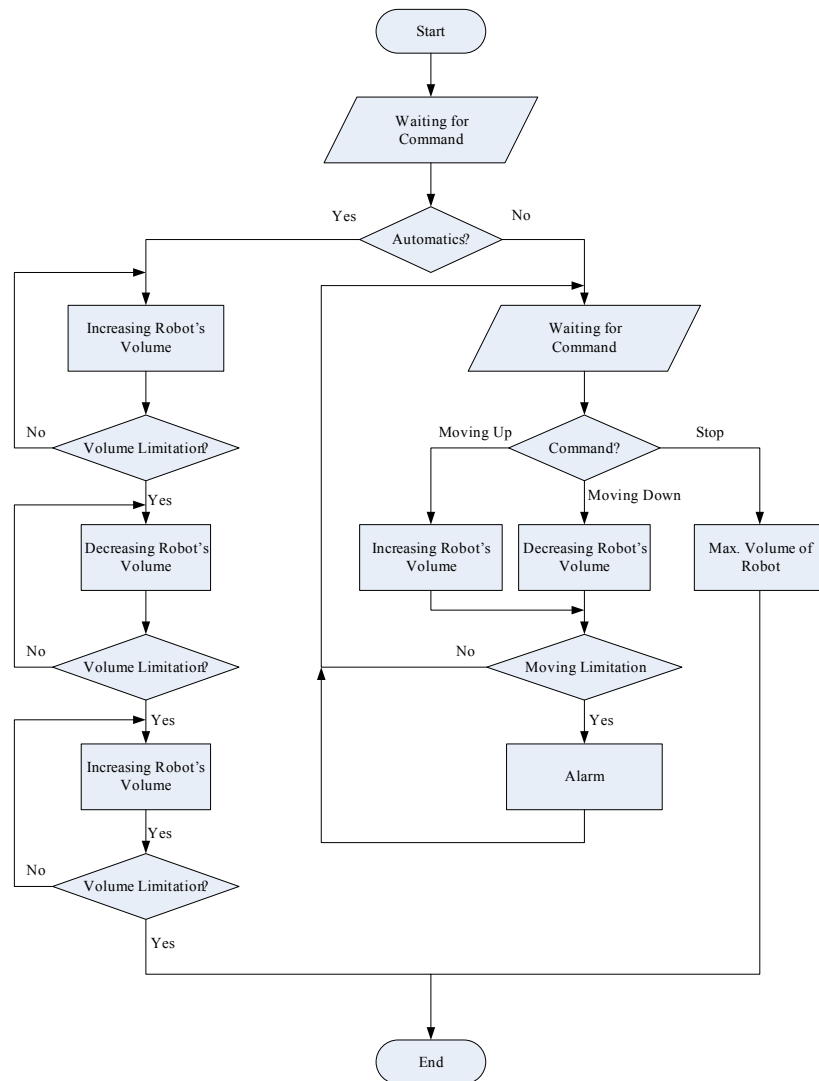 Start
Waiting for
Command
Yes
No
Automatics?
Increasing Robot's
Volume
Waiting for
Command
No
Volume Limitation?
Yes
Moving Up
Command?
Stop
Moving Down
Decreasing Robot's
Volume
Increasing Robot's
Volume
Decreasing Robot's
Volume
Max. Volume of
Robot
No
Volume Limitation?
Yes
No
Moving Limitation
Yes
Increasing Robot's
Volume
Alarm
Yes
No
Volume Limitation?
Yes
End